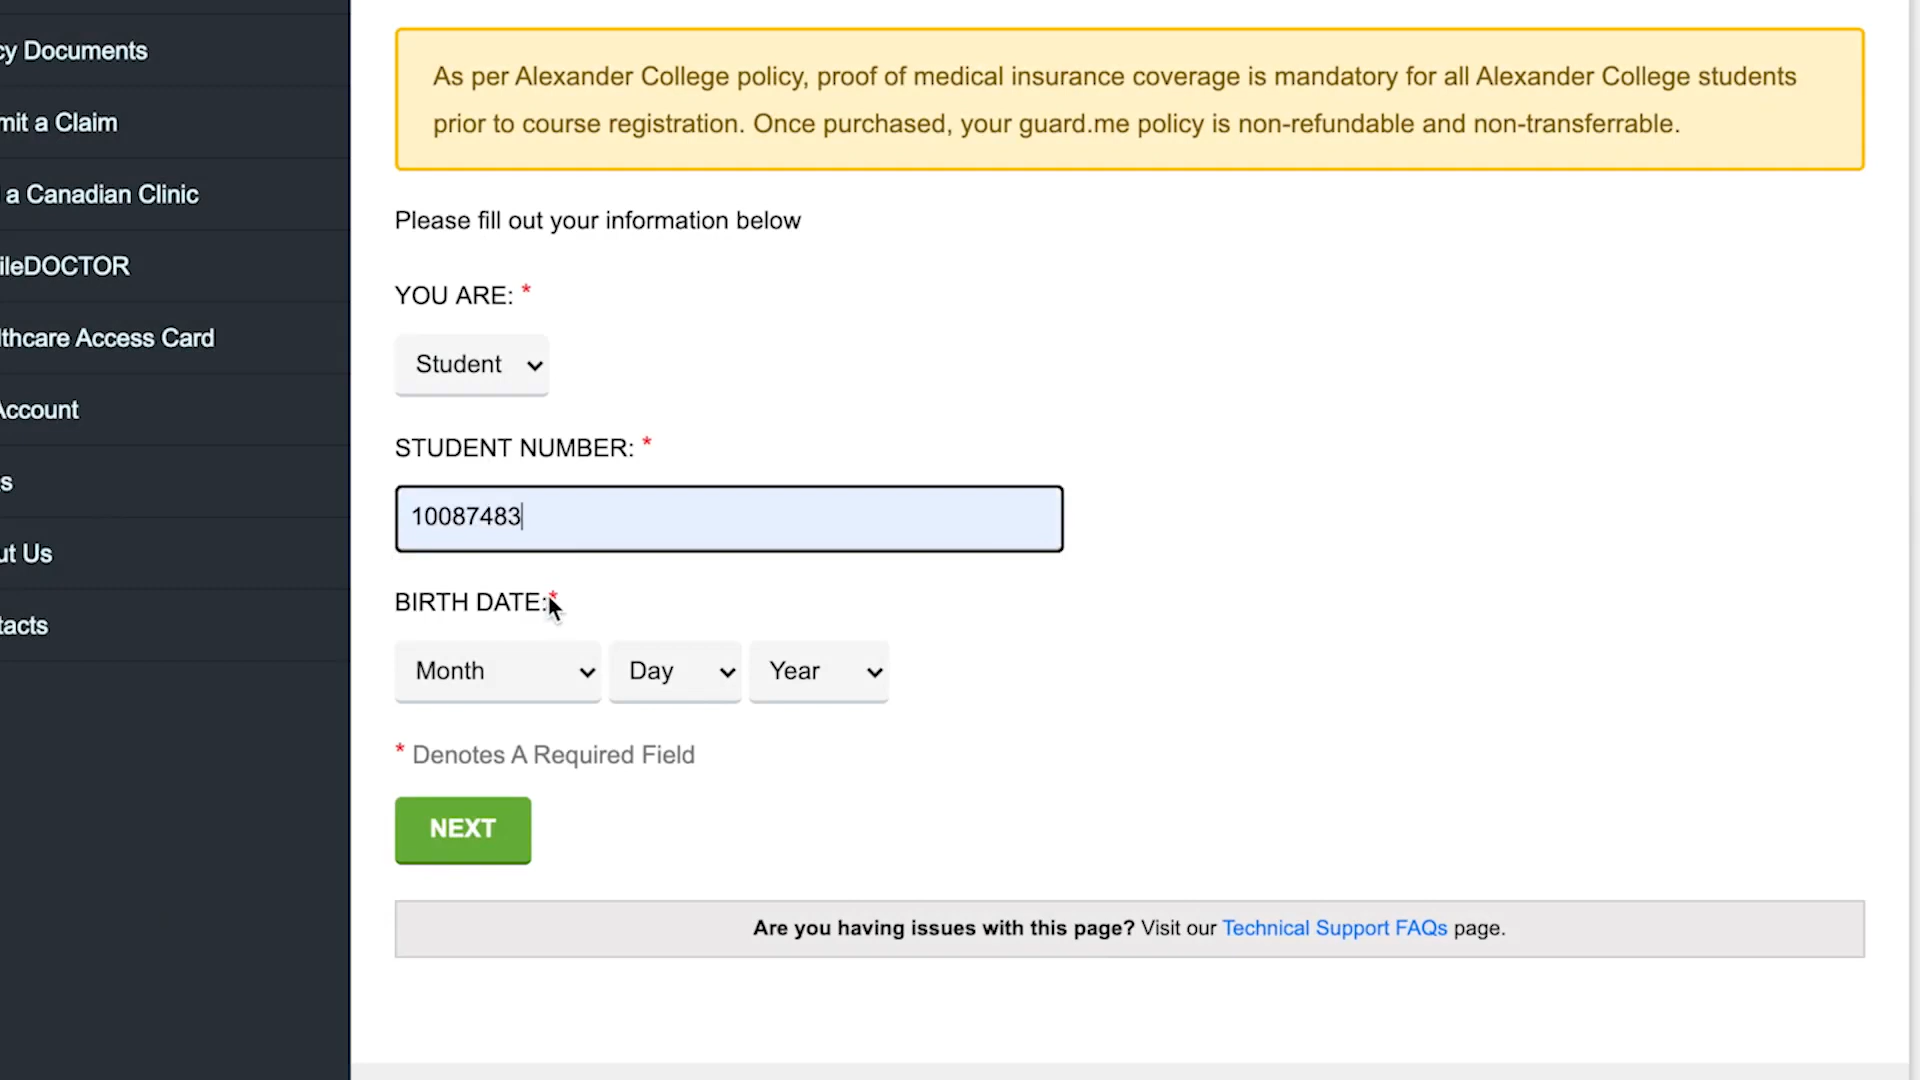 cy Documents
mit a Claim
a Canadian Clinic
ileDOCTOR
lthcare Access Card
Account
s
ut Us
tacts
As per Alexander College policy, proof of medical insurance coverage is mandatory for all Alexander College students
prior to course registration. Once purchased, your guard.me policy is non-refundable and non-transferrable.
Please fill out your information below
YOU ARE: *
Student
STUDENT NUMBER: *
10087483
BIRTH DATE:*
Month Day Year
* Denotes A Required Field
NEXT
Are you having issues with this page? Visit our Technical Support FAQs page.